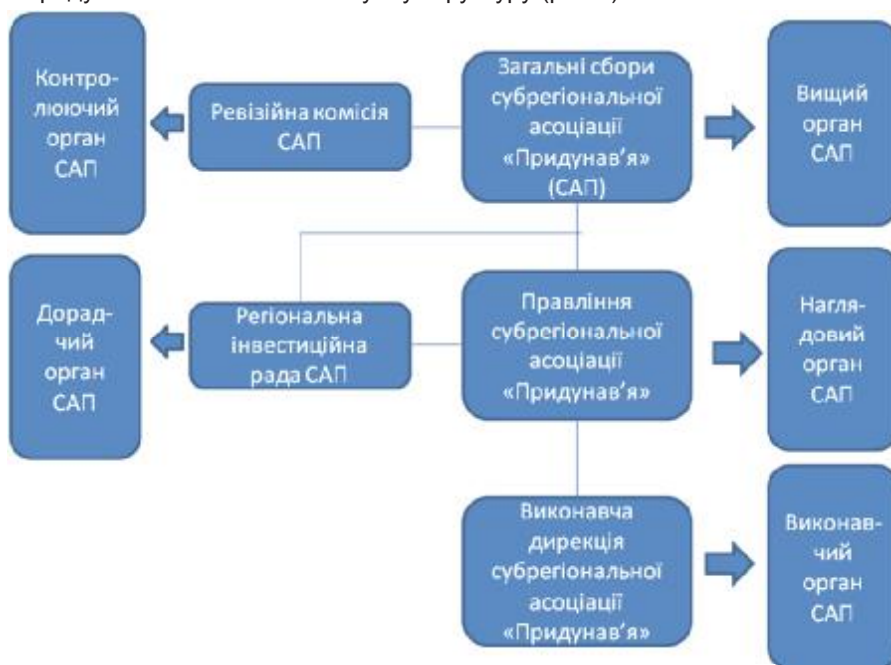 Контро-
люючий
орган
САП
Ревізійна комісія
САП
Загальні збори
субрегіональної
асоціації
«Придунав’я»
(САП)
Вищий
орган
САП
Дорад-
чий
орган
САП
Регіональна
інвестиційна
рада САП
Правління
субрегіональної
асоціації
«Придунав’я»
Нагля-
довий
орган
САП
Виконавча
дирекція
субрегіональної
асоціації
«Придунав’я»
Виконав-
чий
орган
САП